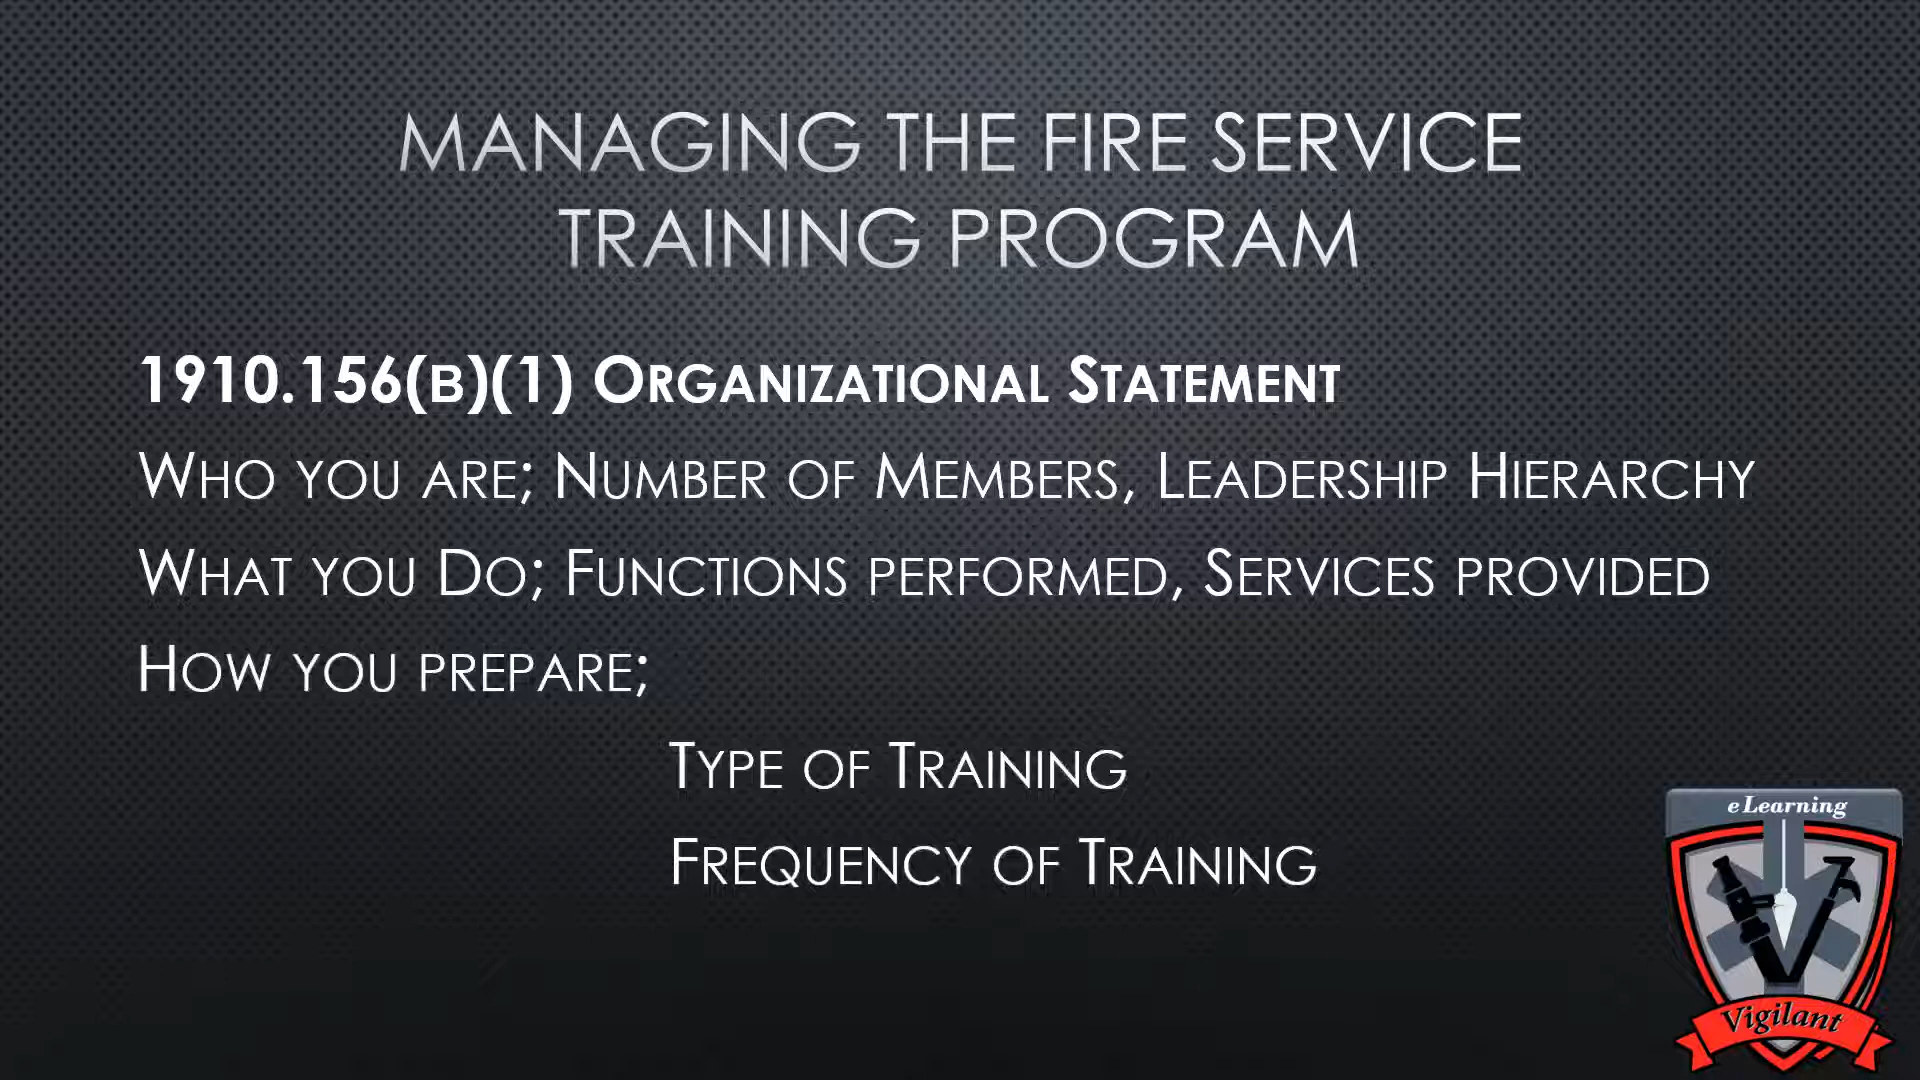 MANAGING THE FIRE SERVICE
TRAINING PROGRAM
1910.156(B)(1) ORGANIZATIONAL STATEMENT
WHO YOU ARE; NUMBER OF MEMBERS, LEADERSHIP HIERARCHY
WHAT YOU DO; FUNCTIONS PERFORMED, SERVICES PROVIDED
HOW YOU PREPARE;
TYPE OF TRAINING
FREQUENCY OF TRAINING
eLearning
Vigilant